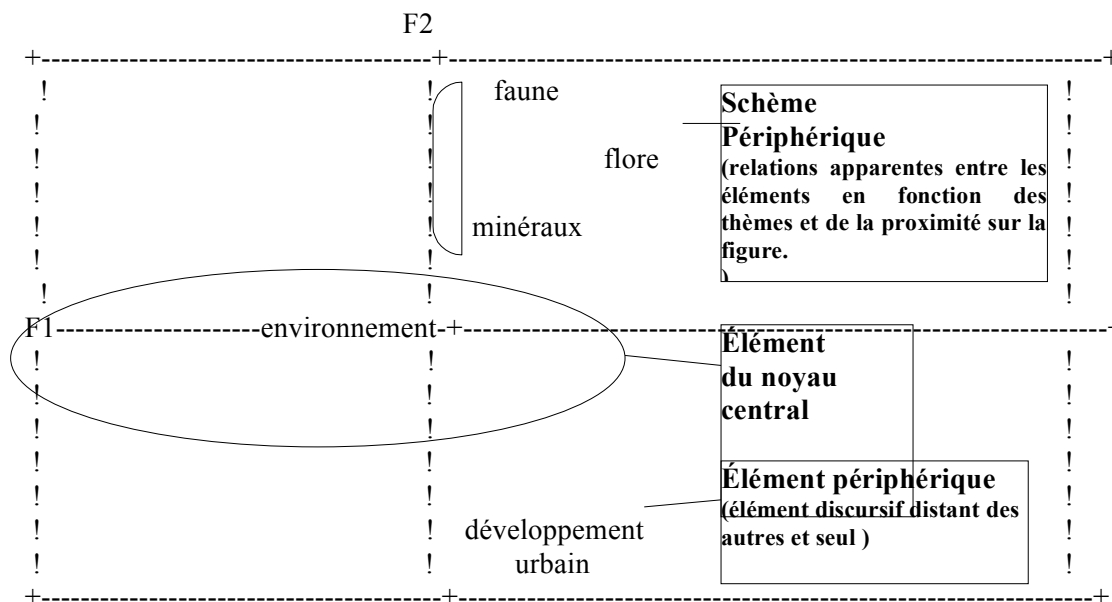 F2
+-----------------------------------+-----------------------------------------------------------+
faune
flore
minéraux
Schème
Périphérique
(relations apparentes entre les
éléments en fonction des
thèmes et de la proximité sur la
figure.
)
F1------------------environnement-+---------------------------------------------------------+
Élément
du noyau
central
Élément périphérique
(élément discursif distant des
autres et seul )
développement
urbain
+------------------------------------+---------------------------------------------------------+